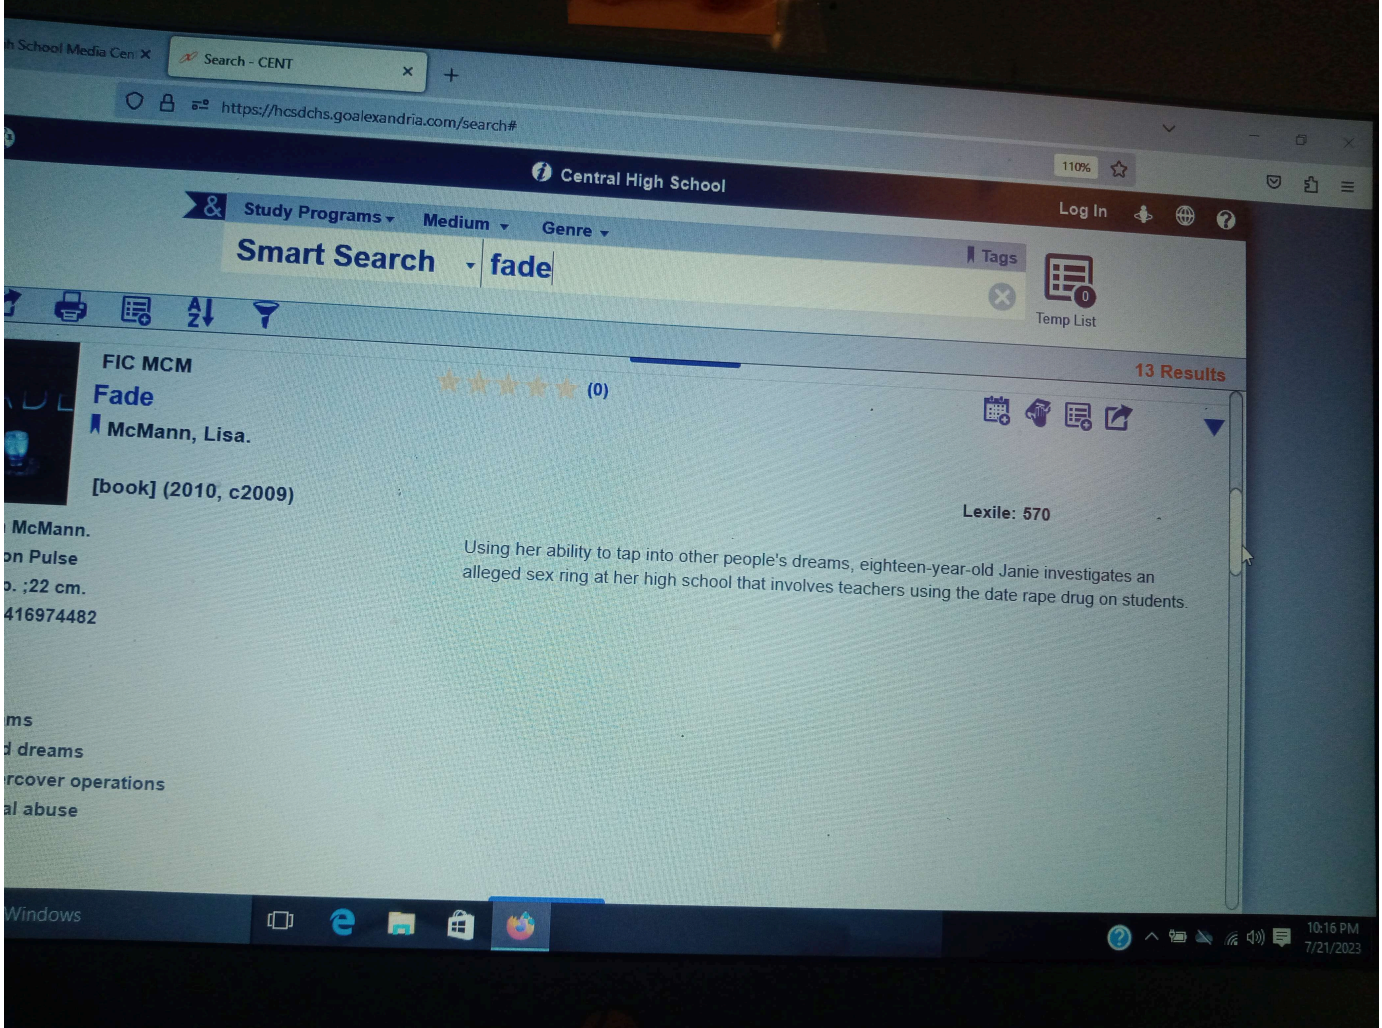 h School Media Cen
Search - CENT
https://hcsdchs.goalexandria.com/search#
110%
Central High School
Log In
& Study Programs Medium Genre
Smart Search fade
Tags
0
Temp List
A
Z
13 Results
FIC MCM
Fade
(0)
McMann, Lisa.
[book] (2010, c2009)
Lexile: 570
McMann.
on Pulse
;22 cm.
416974482
Using her ability to tap into other people's dreams, eighteen-year-old Janie investigates an
alleged sex ring at her high school that involves teachers using the date rape drug on students.
ms
d dreams
rcover operations
al abuse
Windows
10:16 PM
7/21/2023